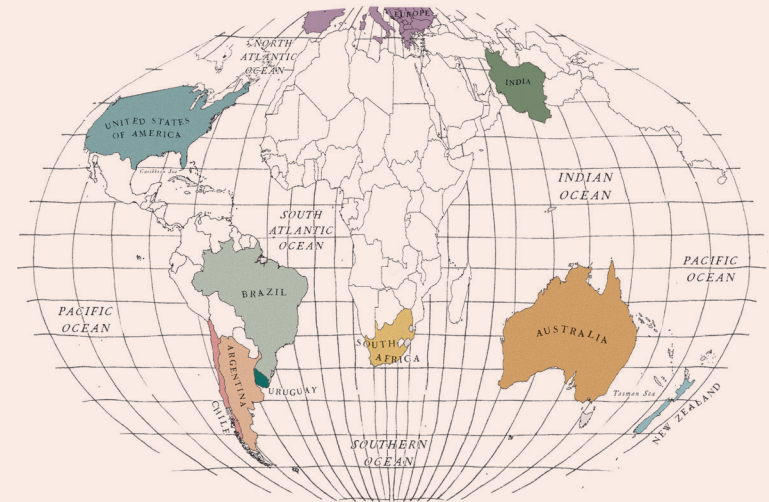 EUROPE
NORTH
ATLANTIC
OCEAN
INDIA
UNITED STATES
OF AMERICA
Caribbean Sea
INDIAN
OCEAN
SOUTH
ATLANTIC
OCEAN
PACIFIC
OCEAN
BRAZIL
PACIFIC
OCEAN
AUSTRALIA
SOUTH
AFRICA
ARGENTINA
URUGUAY
Tasman Sea
NEW ZEALAND
CHILE
SOUTHERN
OCEAN